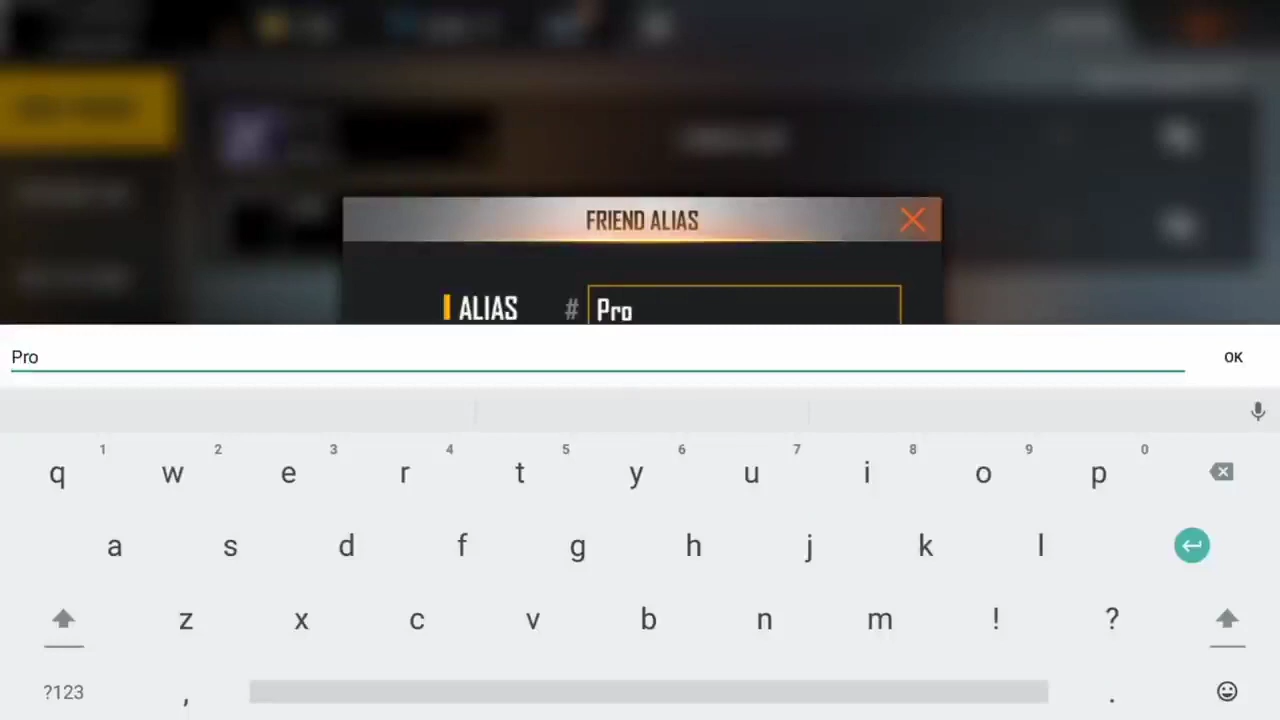 FRIEND ALIAS
ALIAS # Pro
Pro OK
1 2 3 4 5 6 7 8 9 0
q w e r t y u i o p
a s d f g h j k l
z x c v b n m ! ?
?123 , .